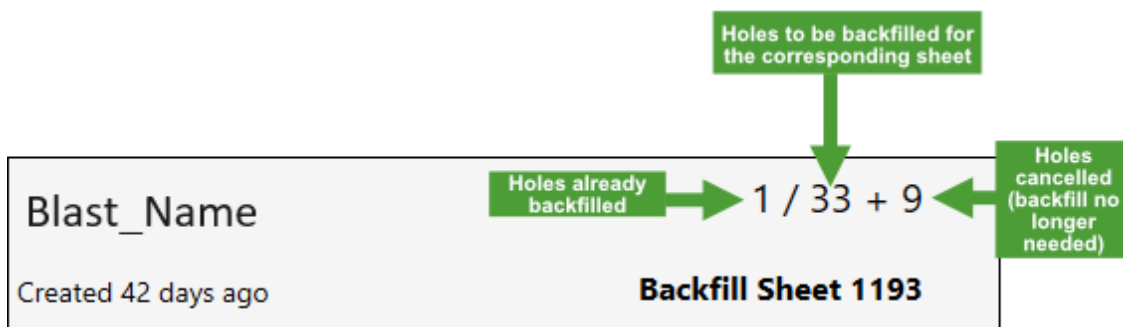 Holes to be backfilled for
the corresponding sheet
Blast_Name
Holes already
backfilled
1 / 33 + 9
Holes
cancelled
(backfill no
longer
needed)
Created 42 days ago
Backfill Sheet 1193